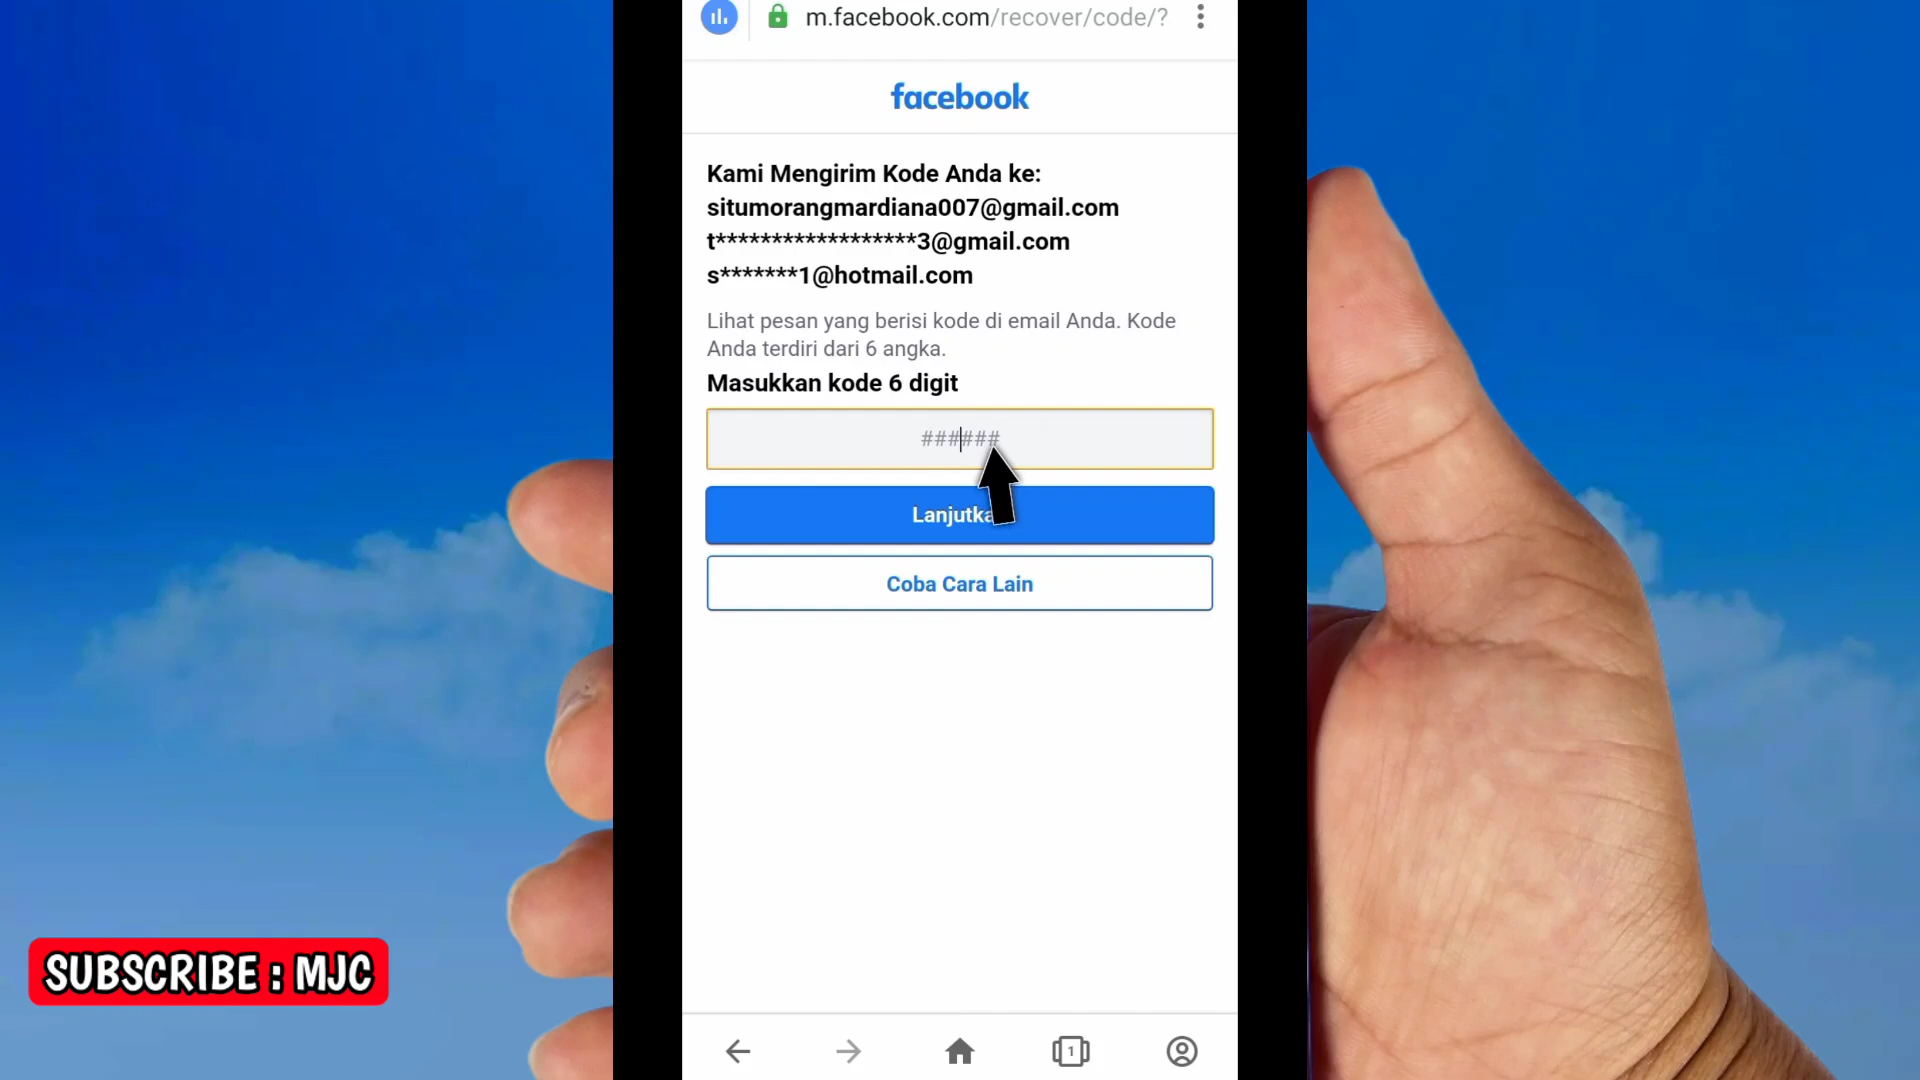 m.facebook.com/recover/code/?
facebook
Kami Mengirim Kode Anda ke:
situmorangmardiana007@gmail.com
t******************3@gmail.com
s*******1@hotmail.com
Lihat pesan yang berisi kode di email Anda. Kode
Anda terdiri dari 6 angka.
Masukkan kode 6 digit
######
Lanjutka
Coba Cara Lain
1
SUBSCRIBE : MJC